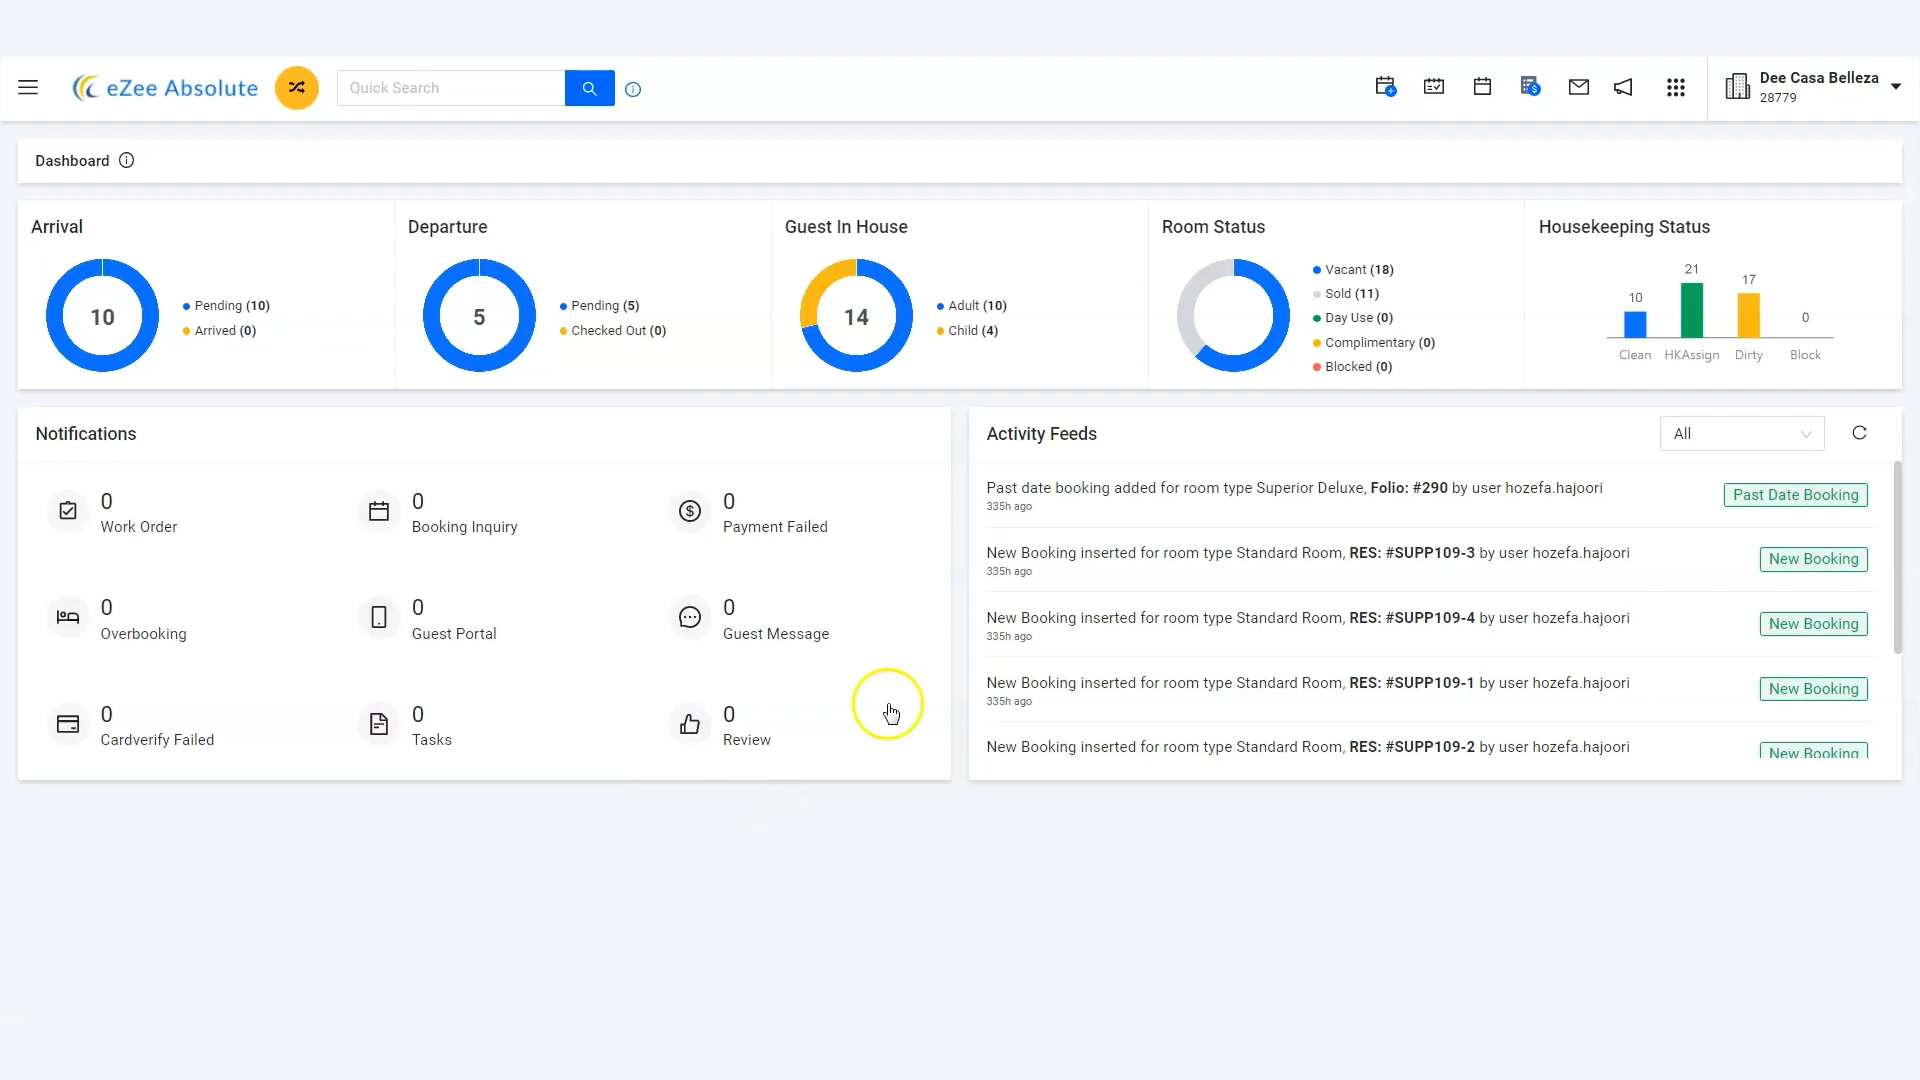 eZee Absolute
Quick Search
Dee Casa Belleza
28779
Dashboard
Arrival
10
Pending (10)
Arrived (0)
Departure
5
Pending (5)
Checked Out (0)
Guest In House
14
Adult (10)
Child (4)
Room Status
Vacant (18)
Sold (11)
Day Use (0)
Complimentary (0)
Blocked (0)
Housekeeping Status
10 21 17 0
Clean HKAssign Dirty Block
Notifications
0
Work Order
0
Booking Inquiry
0
Payment Failed
0
Overbooking
0
Guest Portal
0
Guest Message
0
Cardverify Failed
0
Tasks
0
Review
Activity Feeds
All
Past date booking added for room type Superior Deluxe, Folio: #290 by user hozefa.hajoori
335h ago
Past Date Booking
New Booking inserted for room type Standard Room, RES: #SUPP109-3 by user hozefa.hajoori
335h ago
New Booking
New Booking inserted for room type Standard Room, RES: #SUPP109-4 by user hozefa.hajoori
335h ago
New Booking
New Booking inserted for room type Standard Room, RES: #SUPP109-1 by user hozefa.hajoori
335h ago
New Booking
New Booking inserted for room type Standard Room, RES: #SUPP109-2 by user hozefa.hajoori
New Booking